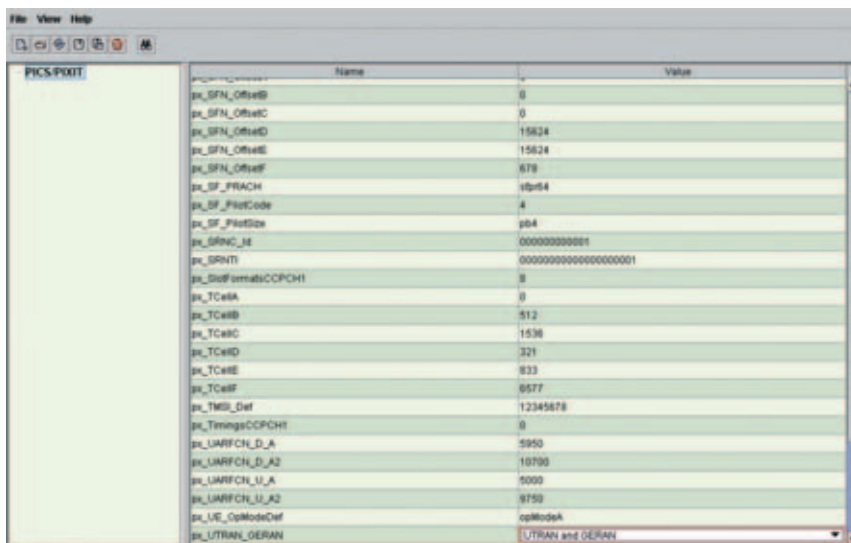 File View Help
PICS/PIXIT
Name Value
px_SFN_OffsetB 0
px_SFN_OffsetC 0
px_SFN_OffsetD 15624
px_SFN_OffsetE 15624
px_SFN_OffsetF 678
px_SF_PRACH sfpr64
px_SF_PilotCode 4
px_SF_PilotSize pb4
px_SRNC_Id 000000000001
px_SRNTI
px_SlotFormatsCCPCH1 8
px_TCellA 0
px_TCellB 512
px_TCellC 1536
px_TCellD 321
px_TCellE 833
px_TCellF 6577
px_TMSI_Def 12345678
px_TimingsCCPCH1 0
px_UARFCN_D_A 5950
px_UARFCN_D_A2 10700
px_UARFCN_U_A 5000
px_UARFCN_U_A2 9750
px_UE_OpModeDef opModeA
px_UTRAN_GERAN UTRAN and GERAN